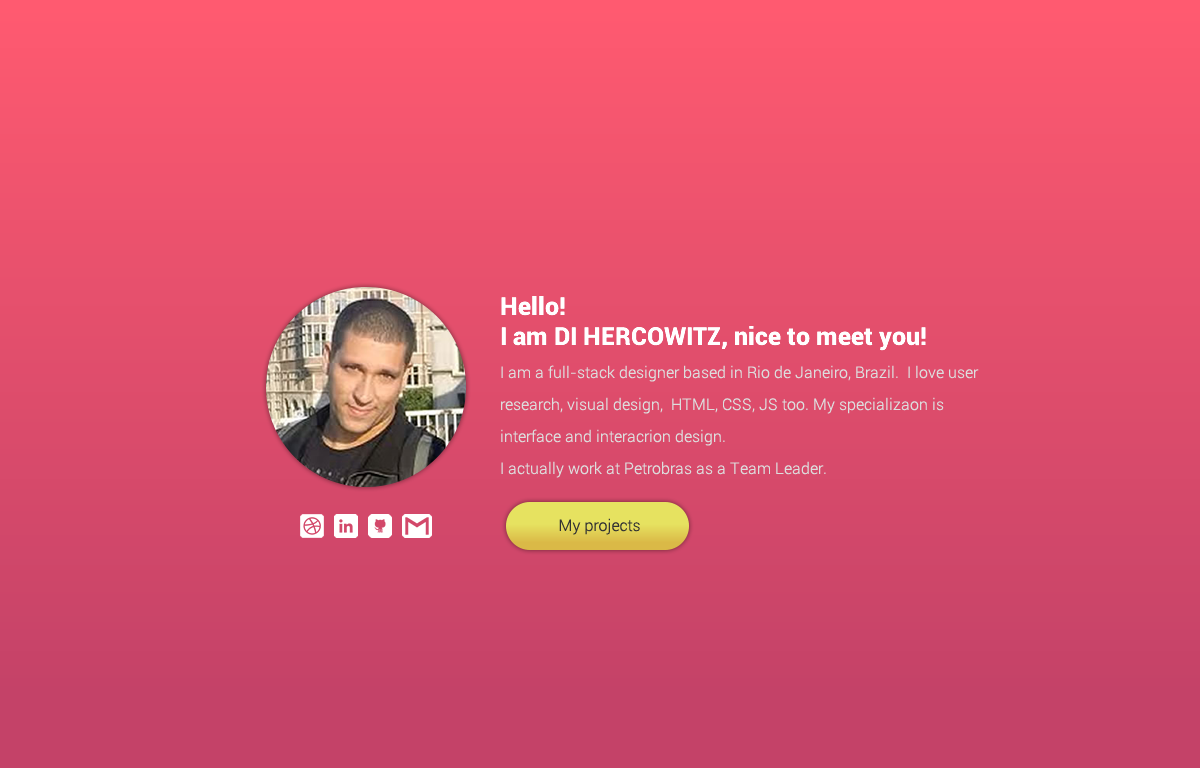 Hello!
I am DI HERCOWITZ, nice to meet you!
I am a full-stack designer based in Rio de Janeiro, Brazil.  I love user
research, visual design,  HTML, CSS, JS too. My specializaon is
interface and interacrion design.
I actually work at Petrobras as a Team Leader.
in
My projects